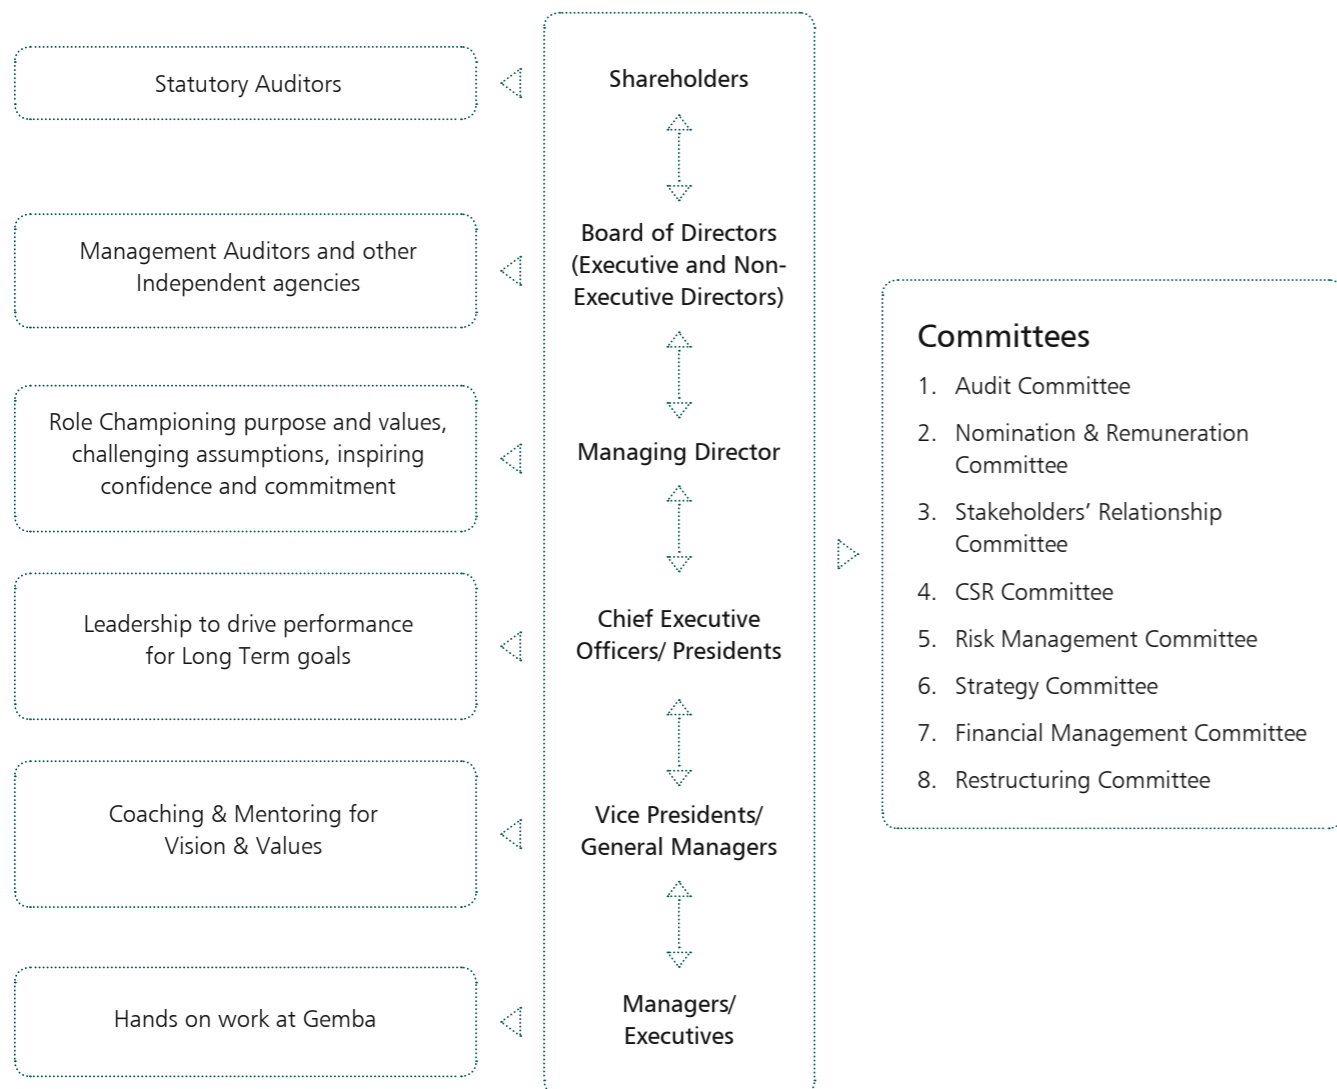 Statutory Auditors
Shareholders
Management Auditors and other
Independent agencies
Board of Directors
(Executive and Non-
Executive Directors)
Role Championing purpose and values,
challenging assumptions, inspiring
confidence and commitment
Managing Director
Leadership to drive performance
for Long Term goals
Chief Executive
Officers/ Presidents
Coaching & Mentoring for
Vision & Values
Vice Presidents/
General Managers
Hands on work at Gemba
Managers/
Executives
Committees
1. Audit Committee
2. Nomination & Remuneration
Committee
3. Stakeholders’ Relationship
Committee
4. CSR Committee
5. Risk Management Committee
6. Strategy Committee
7. Financial Management Committee
8. Restructuring Committee